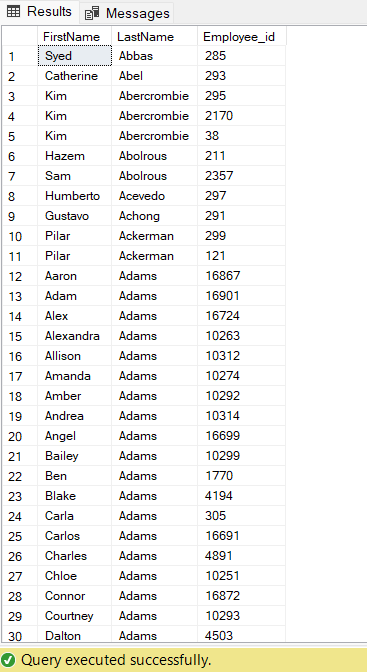 Results Messages
FirstName LastName Employee_id
1 Syed Abbas 285
2 Catherine Abel 293
3 Kim Abercrombie 295
4 Kim Abercrombie 2170
5 Kim Abercrombie 38
6 Hazem Abolrous 211
7 Sam Abolrous 2357
8 Humberto Acevedo 297
9 Gustavo Achong 291
10 Pilar Ackerman 299
11 Pilar Ackerman 121
12 Aaron Adams 16867
13 Adam Adams 16901
14 Alex Adams 16724
15 Alexandra Adams 10263
16 Allison Adams 10312
17 Amanda Adams 10274
18 Amber Adams 10292
19 Andrea Adams 10314
20 Angel Adams 16699
21 Bailey Adams 10299
22 Ben Adams 1770
23 Blake Adams 4194
24 Carla Adams 305
25 Carlos Adams 16691
26 Charles Adams 4891
27 Chloe Adams 10251
28 Connor Adams 16872
29 Courtney Adams 10293
30 Dalton Adams 4503
Query executed successfully.